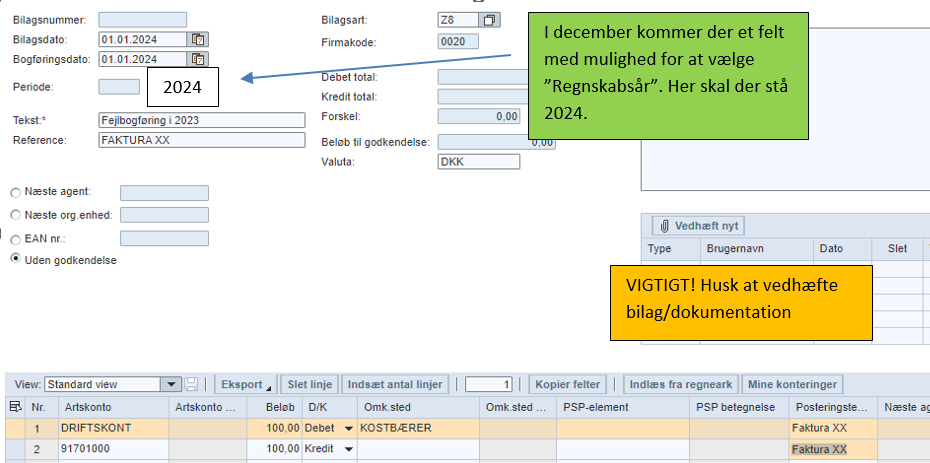 Bilagsnummer:
Bilagsdato: 01.01.2024
Bogføringsdato: 01.01.2024
Periode: 2024
Tekst:* Fejlbogføring i 2023
Reference: FAKTURA XX
Bilagsart: Z8
Firmakode: 0020
Debet total:
Kredit total:
Forskel: 0,00
Beløb til godkendelse: 0,00
Valuta: DKK
I december kommer der et felt
med mulighed for at vælge
”Regnskabsår”. Her skal der stå
2024.
Næste agent:
Næste org.enhed:
EAN nr.:
Uden godkendelse
Vedhæft nyt
Type Brugernavn Dato Slet
VIGTIGT! Husk at vedhæfte
bilag/dokumentation
View: Standard view Eksport Slet linje Indsæt antal linjer 1 Kopier felter Indlæs fra regneark Mine konteringer
Nr. Artskonto Artskonto ... Beløb D/K Omk.sted Omk.sted ... PSP-element PSP betegnelse Posteringste... Næste ag
1 DRIFTSKONT 100,00 Debet KOSTBÆRER Faktura XX
2 91701000 100,00 Kredit Faktura XX